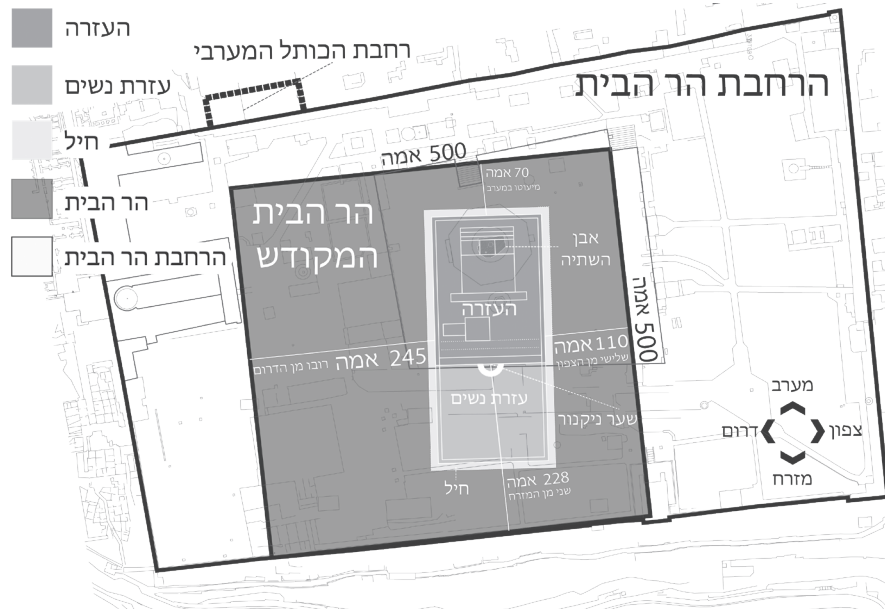 העזרה
עזרת נשים
חיל
הר הבית
הרחבת הר הבית
רחבת הכותל המערבי
הרחבת הר הבית
500 אמה
70 אמה
מיעוטו במערב
הר הבית
המקודש
אבן
השתיה
העזרה
500 אמה
110 אמה
שלישי מן הצפון
245 אמה רובו מן הדרום
עזרת נשים
שער ניקנור
חיל
228 אמה
שני מן המזרח
מערב
צפון
דרום
מזרח